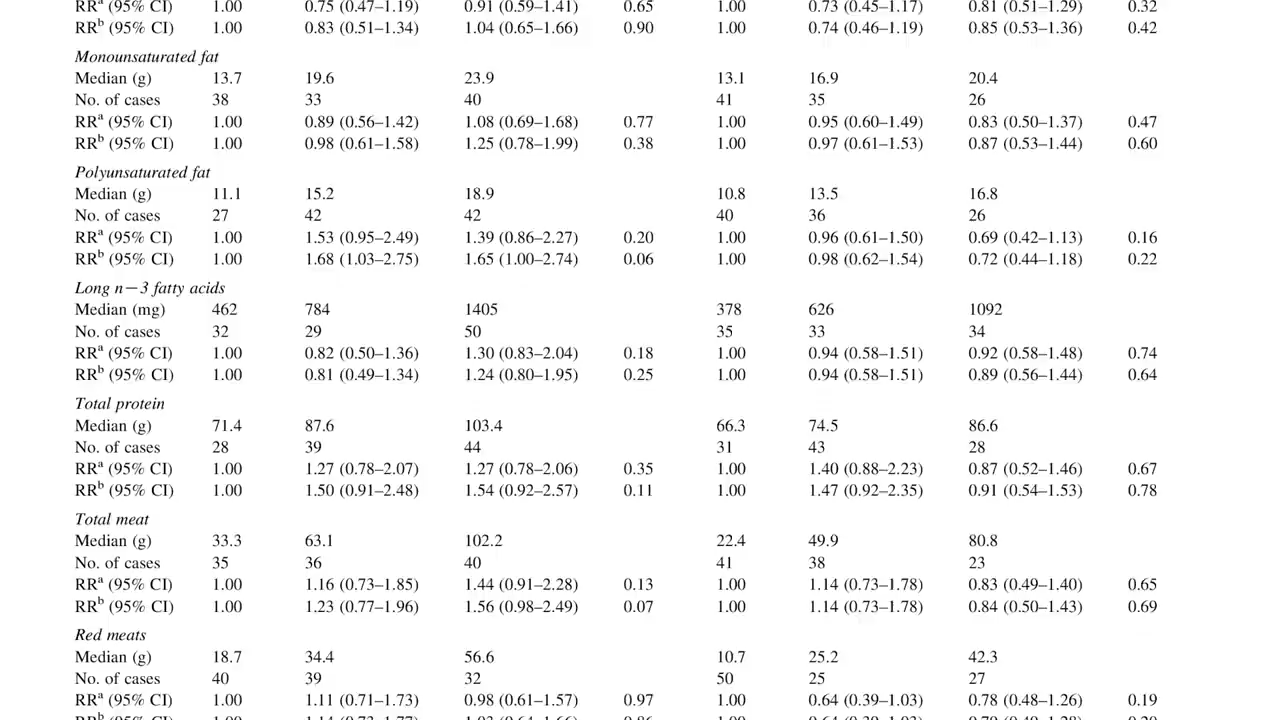 RRa (95% CI) 1.00 0.75 (0.47–1.19) 0.91 (0.59–1.41) 0.65 1.00 0.73 (0.45–1.17) 0.81 (0.51–1.29) 0.32
RRb (95% CI) 1.00 0.83 (0.51–1.34) 1.04 (0.65–1.66) 0.90 1.00 0.74 (0.46–1.19) 0.85 (0.53–1.36) 0.42
Monounsaturated fat
Median (g) 13.7 19.6 23.9 13.1 16.9 20.4
No. of cases 38 33 40 41 35 26
RRa (95% CI) 1.00 0.89 (0.56–1.42) 1.08 (0.69–1.68) 0.77 1.00 0.95 (0.60–1.49) 0.83 (0.50–1.37) 0.47
RRb (95% CI) 1.00 0.98 (0.61–1.58) 1.25 (0.78–1.99) 0.38 1.00 0.97 (0.61–1.53) 0.87 (0.53–1.44) 0.60
Polyunsaturated fat
Median (g) 11.1 15.2 18.9 10.8 13.5 16.8
No. of cases 27 42 42 40 36 26
RRa (95% CI) 1.00 1.53 (0.95–2.49) 1.39 (0.86–2.27) 0.20 1.00 0.96 (0.61–1.50) 0.69 (0.42–1.13) 0.16
RRb (95% CI) 1.00 1.68 (1.03–2.75) 1.65 (1.00–2.74) 0.06 1.00 0.98 (0.62–1.54) 0.72 (0.44–1.18) 0.22
Long n−3 fatty acids
Median (mg) 462 784 1405 378 626 1092
No. of cases 32 29 50 35 33 34
RRa (95% CI) 1.00 0.82 (0.50–1.36) 1.30 (0.83–2.04) 0.18 1.00 0.94 (0.58–1.51) 0.92 (0.58–1.48) 0.74
RRb (95% CI) 1.00 0.81 (0.49–1.34) 1.24 (0.80–1.95) 0.25 1.00 0.94 (0.58–1.51) 0.89 (0.56–1.44) 0.64
Total protein
Median (g) 71.4 87.6 103.4 66.3 74.5 86.6
No. of cases 28 39 44 31 43 28
RRa (95% CI) 1.00 1.27 (0.78–2.07) 1.27 (0.78–2.06) 0.35 1.00 1.40 (0.88–2.23) 0.87 (0.52–1.46) 0.67
RRb (95% CI) 1.00 1.50 (0.91–2.48) 1.54 (0.92–2.57) 0.11 1.00 1.47 (0.92–2.35) 0.91 (0.54–1.53) 0.78
Total meat
Median (g) 33.3 63.1 102.2 22.4 49.9 80.8
No. of cases 35 36 40 41 38 23
RRa (95% CI) 1.00 1.16 (0.73–1.85) 1.44 (0.91–2.28) 0.13 1.00 1.14 (0.73–1.78) 0.83 (0.49–1.40) 0.65
RRb (95% CI) 1.00 1.23 (0.77–1.96) 1.56 (0.98–2.49) 0.07 1.00 1.14 (0.73–1.78) 0.84 (0.50–1.43) 0.69
Red meats
Median (g) 18.7 34.4 56.6 10.7 25.2 42.3
No. of cases 40 39 32 50 25 27
RRa (95% CI) 1.00 1.11 (0.71–1.73) 0.98 (0.61–1.57) 0.97 1.00 0.64 (0.39–1.03) 0.78 (0.48–1.26) 0.19